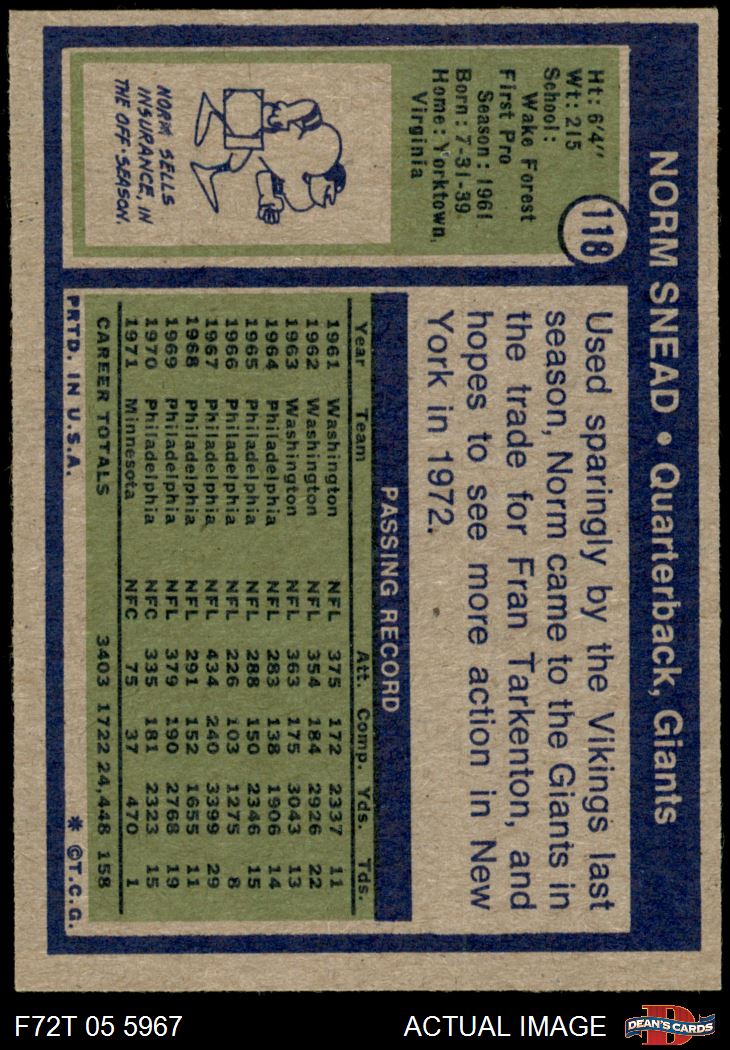 NORM SNEAD • Quarterback, Giants
118
Ht: 6'4"
Wt: 215
School:
Wake Forest
First Pro
Season: 1961
Born: 7-31-39
Home: Yorktown,
Virginia
NORM SELLS
INSURANCE, IN
THE OFF-SEASON.
Used sparingly by the Vikings last
season, Norm came to the Giants in
the trade for Fran Tarkenton, and
hopes to see more action in New
York in 1972.
PASSING RECORD
Year Team Att. Comp. Yds. Tds.
1961 Washington NFL 375 172 2337 11
1962 Washington NFL 354 184 2926 22
1963 Washington NFL 363 175 3043 13
1964 Philadelphia NFL 283 138 1906 14
1965 Philadelphia NFL 288 150 2346 15
1966 Philadelphia NFL 226 103 1275 8
1967 Philadelphia NFL 434 240 3399 29
1968 Philadelphia NFL 291 152 1655 11
1969 Philadelphia NFL 379 190 2768 19
1970 Philadelphia NFC 335 181 2323 15
1971 Minnesota NFC 75 37 470 1
CAREER TOTALS 3403 1722 24,448 158
PRTD. IN U.S.A. * ©T.C.G.
F72T 05 5967 ACTUAL IMAGE
D
DEAN'S CARDS